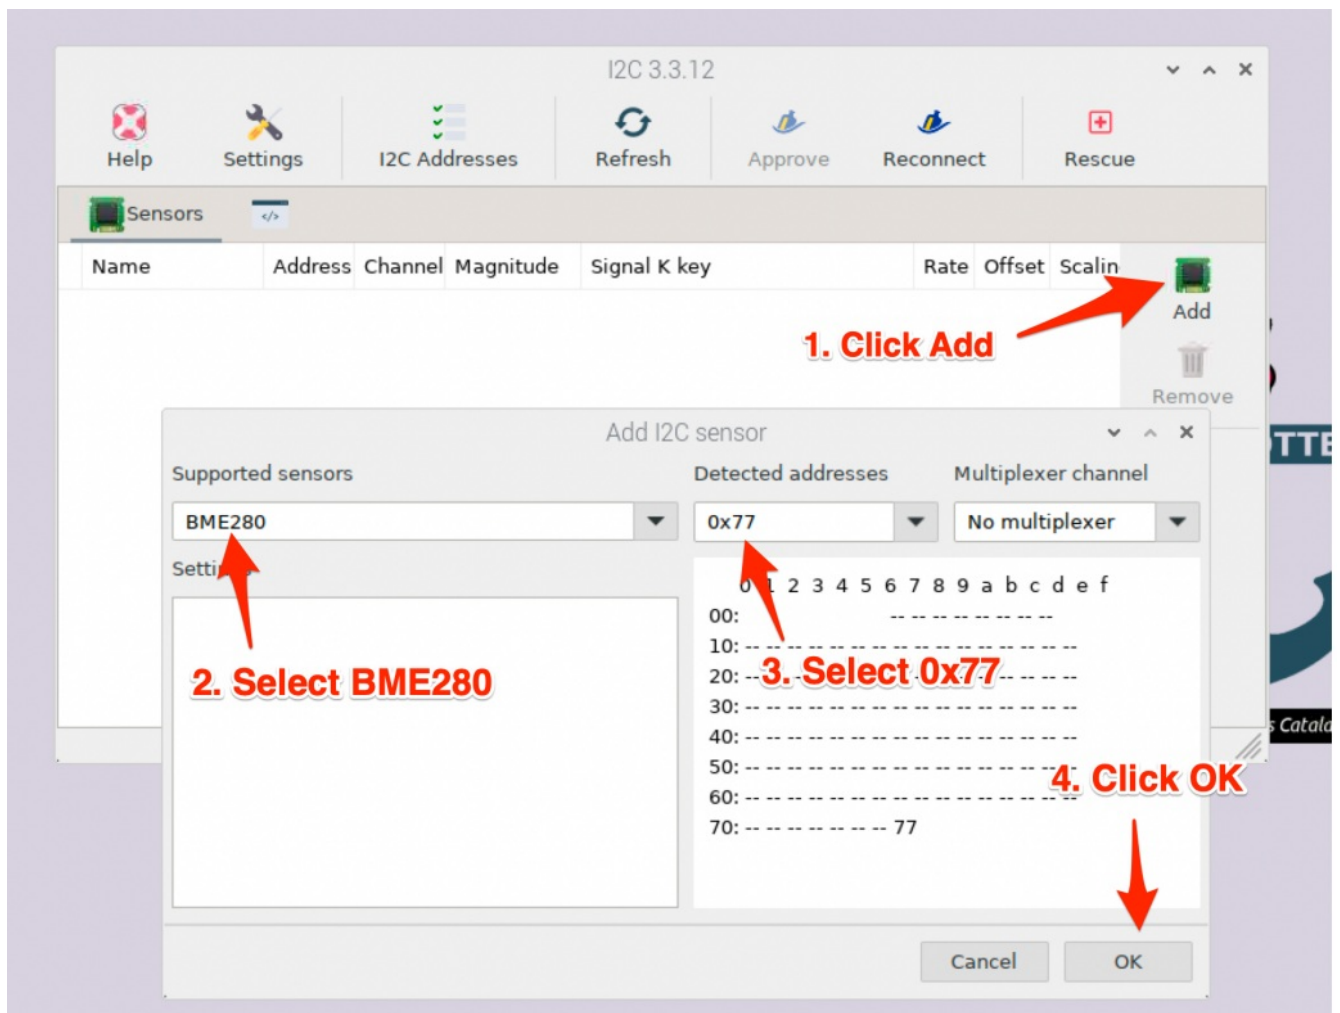 I2C 3.3.12
Help Settings I2C Addresses Refresh Approve Reconnect Rescue
Sensors </>
Name Address Channel Magnitude Signal K key Rate Offset Scalin
Add
1. Click Add
Remove
Add I2C sensor
TTE
Supported sensors Detected addresses Multiplexer channel
BME280 0x77 No multiplexer
0 1 2 3 4 5 6 7 8 9 a b c d e f
00: -- -- -- -- -- -- -- --
10: -- -- -- -- -- -- -- -- -- -- -- -- -- -- -- --
2. Select BME280
3. Select 0x77
20: -- -- -- -- -- -- -- -- -- -- -- -- -- -- -- --
30: -- -- -- -- -- -- -- -- -- -- -- -- -- -- -- --
s Catala
40: -- -- -- -- -- -- -- -- -- -- -- -- -- -- -- --
50: -- -- -- -- -- -- -- -- -- -- -- -- -- -- -- --
4. Click OK
60: -- -- -- -- -- -- -- -- -- -- -- -- -- -- -- --
70: -- -- -- -- -- -- -- 77
Cancel OK